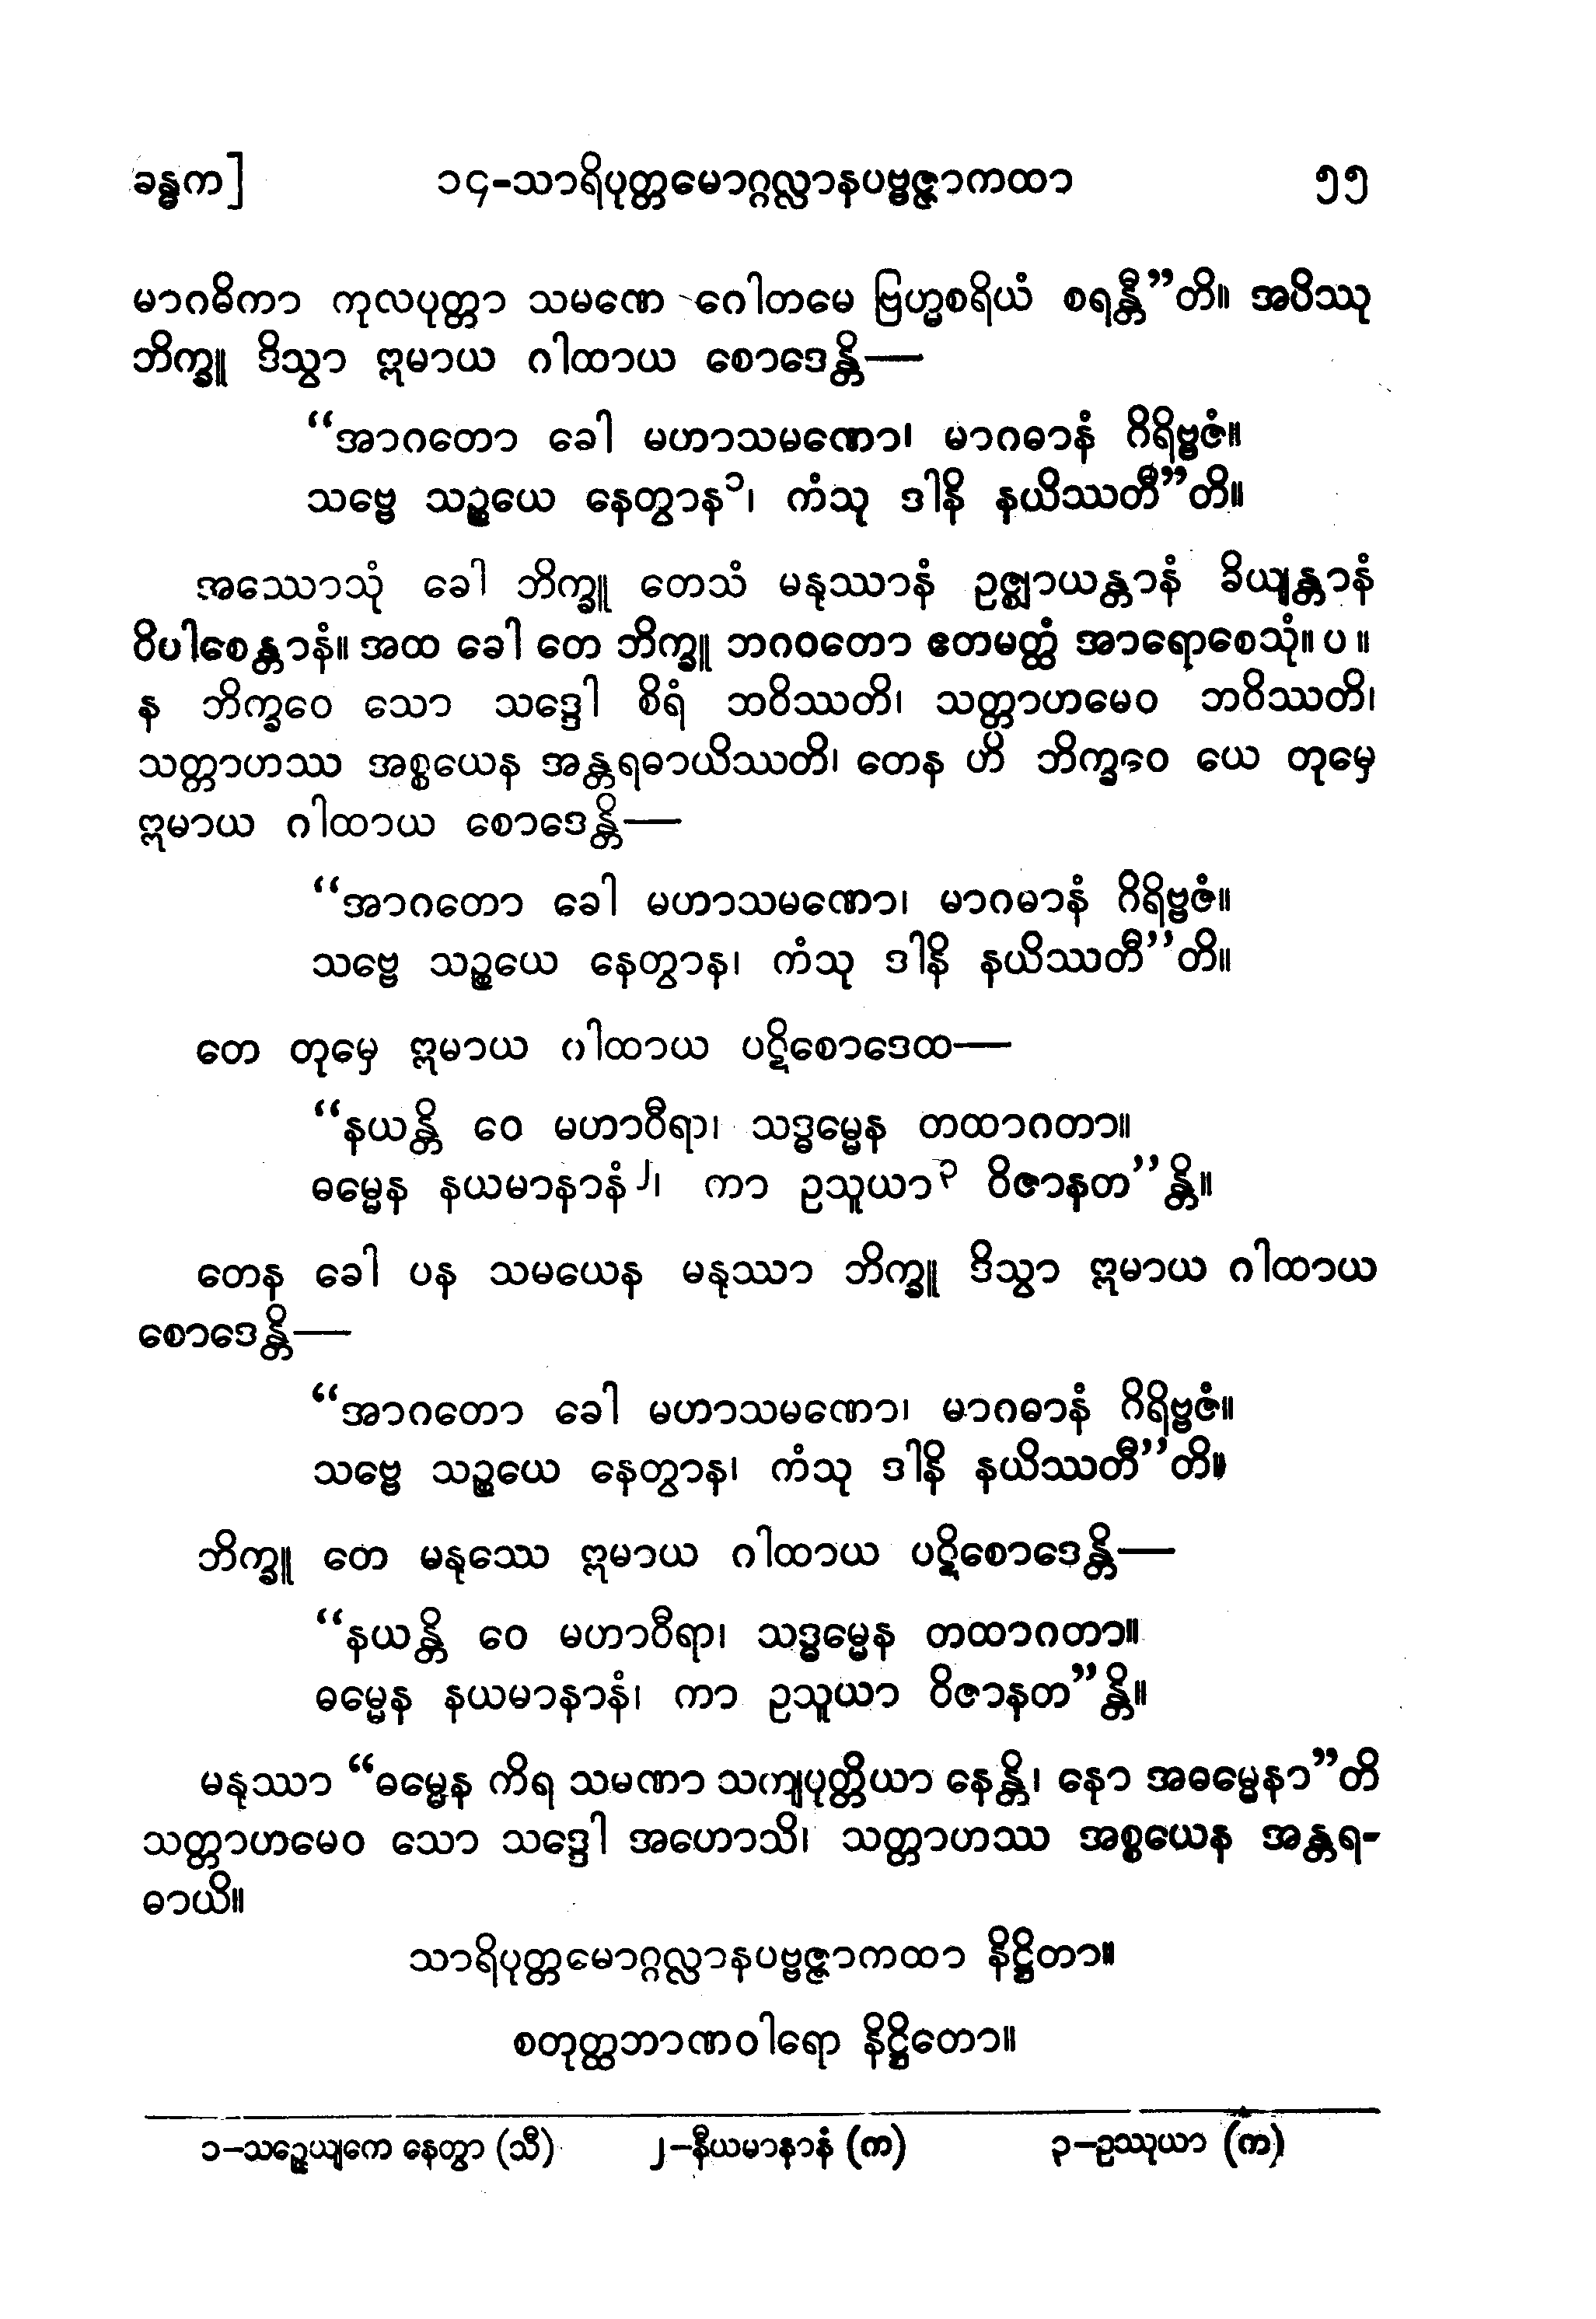 ခန္ဓက] ၁၄-သာရိပုတ္တမောဂ္ဂလ္လာနပဗ္ဗဇ္ဇာကထာ ၅၅
မာဂဓိကာ ကုလပုတ္တာ သမဏေ ဂေါတမေ ဗြဟ္မစရိယံ စရန္တီ”တိ။ အပိဿု
ဘိက္ခူ ဒိသွာ ဣမာယ ဂါထာယ စောဒေန္တိ—
“အာဂတော ခေါ မဟာသမဏော၊ မာဂဓာနံ ဂိရိဗ္ဗဇံ။
သဗ္ဗေ သဉ္စယေ နေတွာန၁၊ ကံသု ဒါနိ နယိဿတီ”တိ။
အဿောသုံ ခေါ ဘိက္ခူ တေသံ မနုဿာနံ ဥဇ္ဈာယန္တာနံ ခိယျန္တာနံ
ဝိပါစေန္တာနံ။ အထ ခေါ တေ ဘိက္ခူ ဘဂဝတော ဧတမတ္ထံ အာရောစေသုံ။ ပ ။
န ဘိက္ခဝေ သော သဒ္ဒေါ စိရံ ဘဝိဿတိ၊ သတ္တာဟမေဝ ဘဝိဿတိ၊
သတ္တာဟဿ အစ္စယေန အန္တရဓာယိဿတိ၊ တေန ဟိ ဘိက္ခဝေ ယေ တုမှေ
ဣမာယ ဂါထာယ စောဒေန္တိ—
“အာဂတော ခေါ မဟာသမဏော၊ မာဂဓာနံ ဂိရိဗ္ဗဇံ။
သဗ္ဗေ သဉ္စယေ နေတွာန၊ ကံသု ဒါနိ နယိဿတီ”တိ။
တေ တုမှေ ဣမာယ ဂါထာယ ပဋိစောဒေထ—
“နယန္တိ ဝေ မဟာဝီရာ၊ သဒ္ဓမ္မေန တထာဂတာ။
ဓမ္မေန နယမာနာနံ၂၊ ကာ ဥသူယာ၃ ဝိဇာနတ”န္တိ။
တေန ခေါ ပန သမယေန မနုဿာ ဘိက္ခူ ဒိသွာ ဣမာယ ဂါထာယ
စောဒေန္တိ—
“အာဂတော ခေါ မဟာသမဏော၊ မာဂဓာနံ ဂိရိဗ္ဗဇံ။
သဗ္ဗေ သဉ္စယေ နေတွာန၊ ကံသု ဒါနိ နယိဿတီ”တိ။
ဘိက္ခူ တေ မနုဿေ ဣမာယ ဂါထာယ ပဋိစောဒေန္တိ—
“နယန္တိ ဝေ မဟာဝီရာ၊ သဒ္ဓမ္မေန တထာဂတာ။
ဓမ္မေန နယမာနာနံ၊ ကာ ဥသူယာ ဝိဇာနတ”န္တိ။
မနုဿာ “ဓမ္မေန ကိရ သမဏာ သကျပုတ္တိယာ နေန္တိ၊ နော အဓမ္မေနာ”တိ
သတ္တာဟမေဝ သော သဒ္ဒေါ အဟောသိ၊ သတ္တာဟဿ အစ္စယေန အန္တရ-
ဓာယိ။
သာရိပုတ္တမောဂ္ဂလ္လာနပဗ္ဗဇ္ဇာကထာ နိဋ္ဌိတာ။
စတုတ္ထဘာဏဝါရော နိဋ္ဌိတော။
၁-သဉ္ဇေယျကေ နေတွာ (သီ) ၂-နီယမာနာနံ (က) ၃-ဥဿုယာ (က)